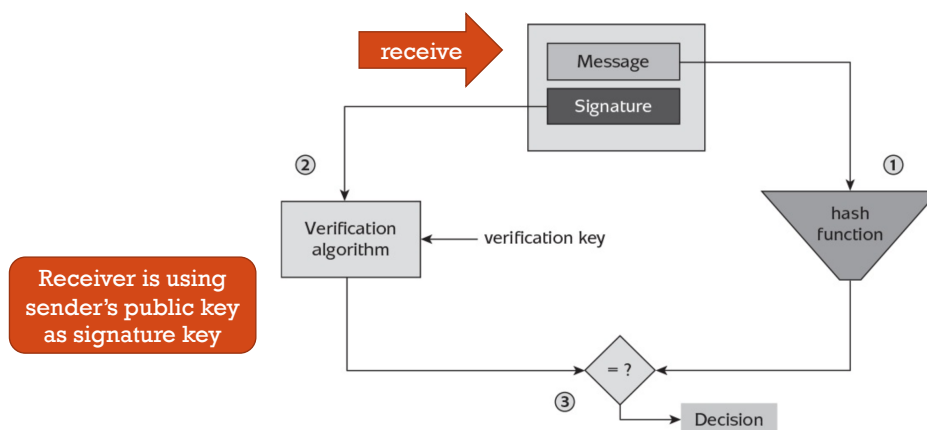 receive
Message
Signature
②
①
Verification
algorithm
verification key
hash
function
Receiver is using
sender’s public key
as signature key
= ?
③
Decision